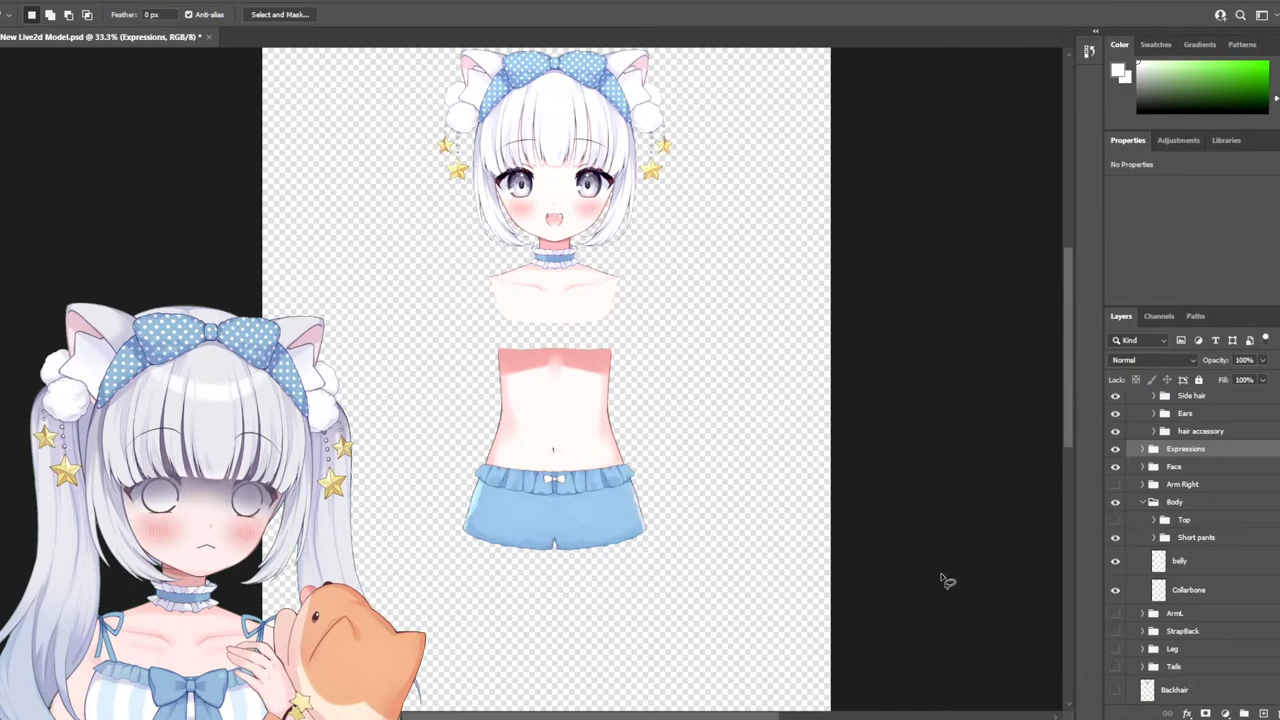 Feather: 0 px Anti-alias Select and Mask...
New Live2d Model.psd @ 33.3% (Expressions, RGB/8) *
Color Swatches Gradients Patterns
Properties Adjustments Libraries
No Properties
Layers Channels Paths
Kind
Normal Opacity: 100%
Lock: Fill: 100%
Side hair
Ears
hair accessory
Expressions
Face
Arm Right
Body
Top
Short pants
belly
Collarbone
ArmL
StrapBack
Leg
Tails
Backhair